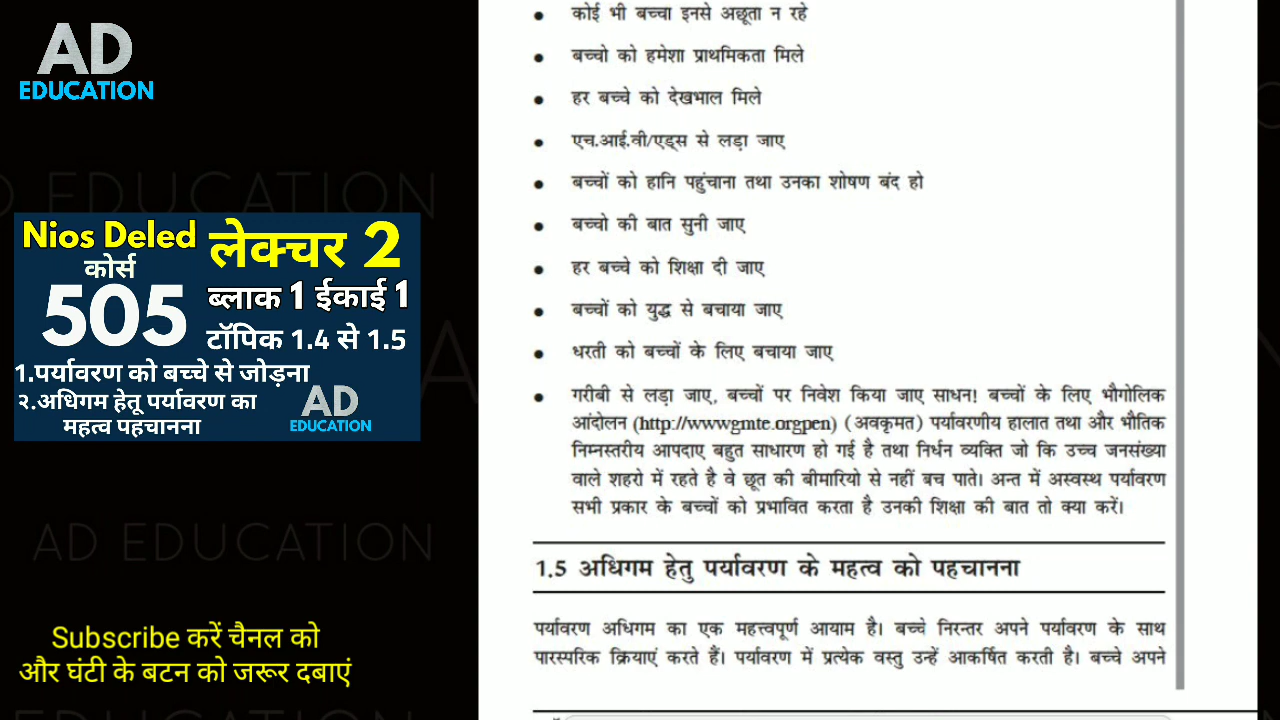 AD
EDUCATION
Nios Deled
कोर्स
505
लेक्चर 2
ब्लाक 1 ईकाई 1
टॉपिक 1.4 से 1.5
1.पर्यावरण को बच्चे से जोड़ना
२.अधिगम हेतू पर्यावरण का
महत्व पहचानना
AD
EDUCATION
AD EDUCATION
AD EDUCATION
Subscribe करें चैनल को
और घंटी के बटन को जरूर दबाएं
• कोई भी बच्चा इनसे अछूता न रहे
• बच्चो को हमेशा प्राथमिकता मिले
• हर बच्चे को देखभाल मिले
• एच.आई.वी/एड्स से लड़ा जाए
• बच्चों को हानि पहुंचाना तथा उनका शोषण बंद हो
• बच्चो की बात सुनी जाए
• हर बच्चे को शिक्षा दी जाए
• बच्चों को युद्ध से बचाया जाए
• धरती को बच्चों के लिए बचाया जाए
• गरीबी से लड़ा जाए, बच्चों पर निवेश किया जाए साधन! बच्चों के लिए भौगोलिक
आंदोलन (http://wwwgmte.orgpen) (अवकृमत) पर्यावरणीय हालात तथा और भौतिक
निम्नस्तरीय आपदाए बहुत साधारण हो गई है तथा निर्धन व्यक्ति जो कि उच्च जनसंख्या
वाले शहरो में रहते है वे छूत की बीमारियो से नहीं बच पाते। अन्त में अस्वस्थ पर्यावरण
सभी प्रकार के बच्चों को प्रभावित करता है उनकी शिक्षा की बात तो क्या करें।
1.5 अधिगम हेतु पर्यावरण के महत्व को पहचानना
पर्यावरण अधिगम का एक महत्त्वपूर्ण आयाम है। बच्चे निरन्तर अपने पर्यावरण के साथ
पारस्परिक क्रियाएं करते हैं। पर्यावरण में प्रत्येक वस्तु उन्हें आकर्षित करती है। बच्चे अपने